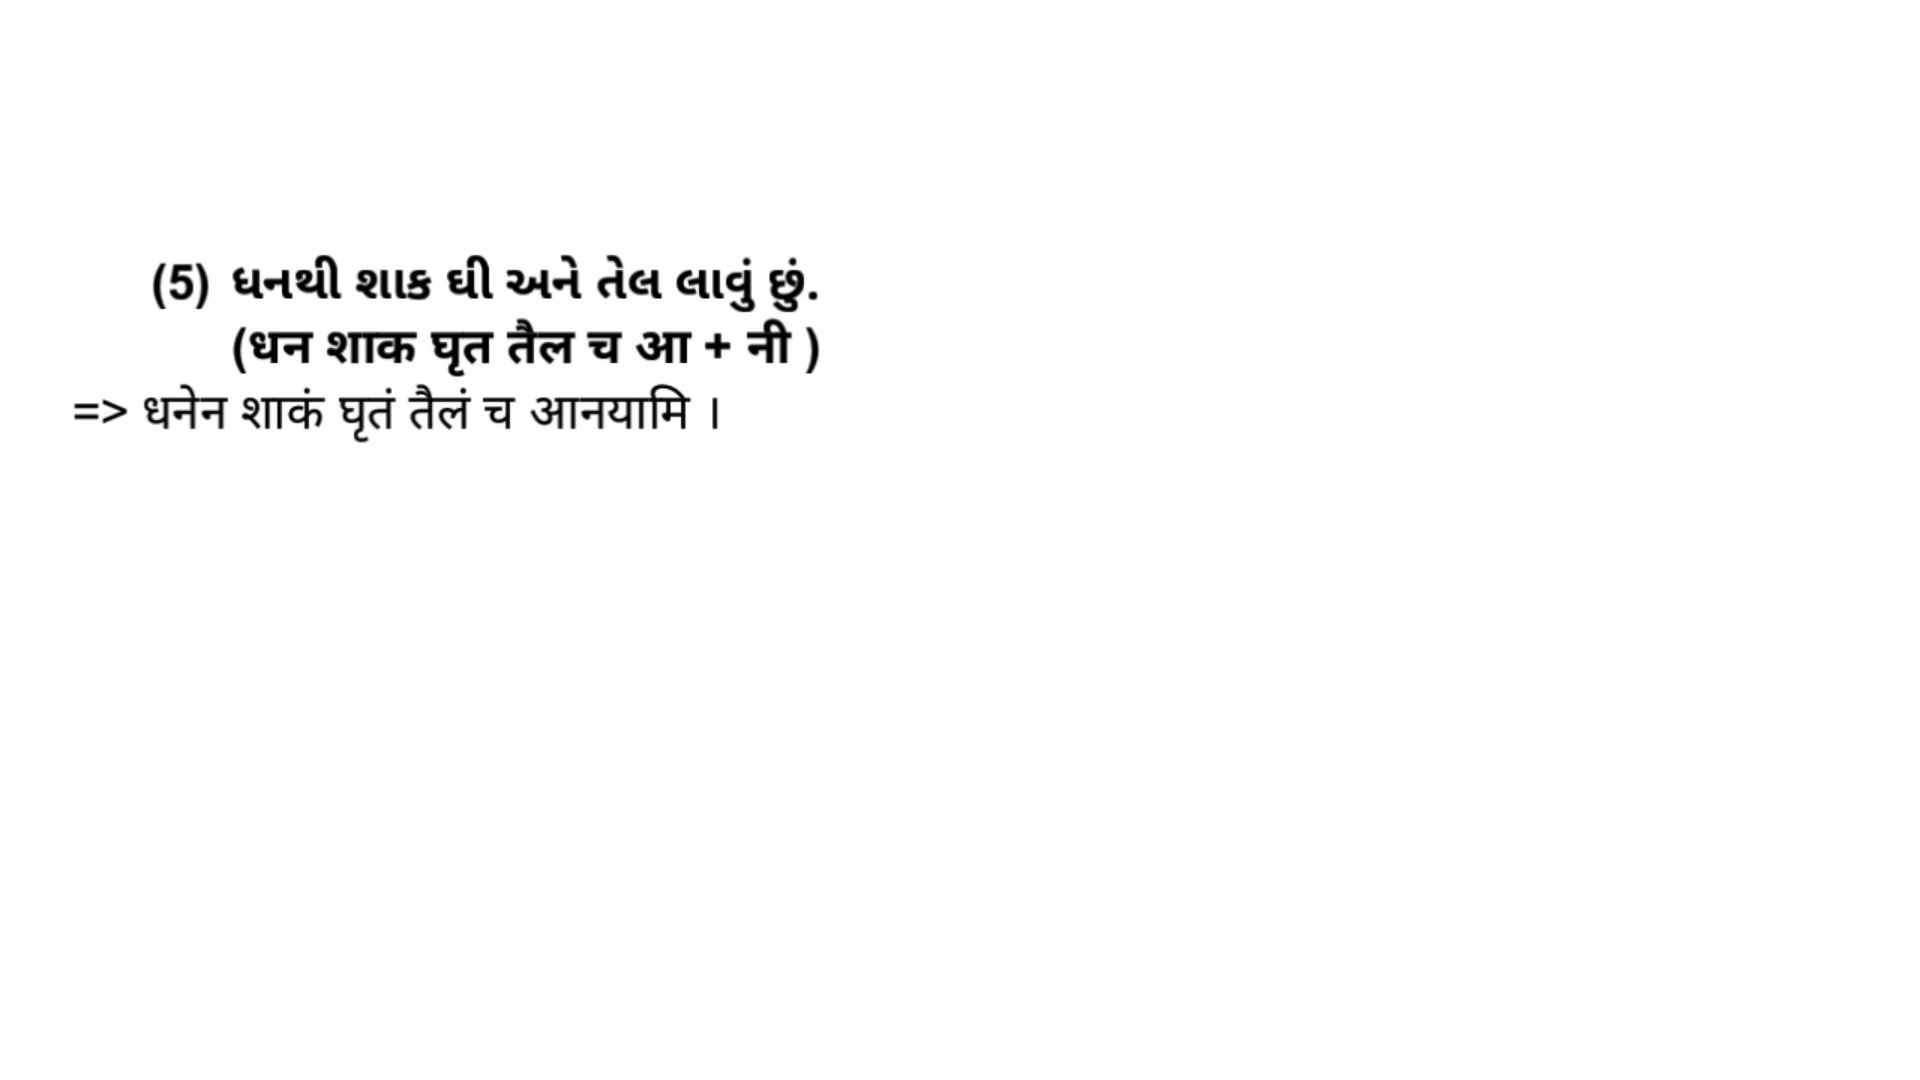 (5) ધનથી શાક ઘી અને તેલ લાવું છું.
(धन शाक घृत तैल च आ + नी )
=> धनेन शाकं घृतं तैलं च आनयामि ।